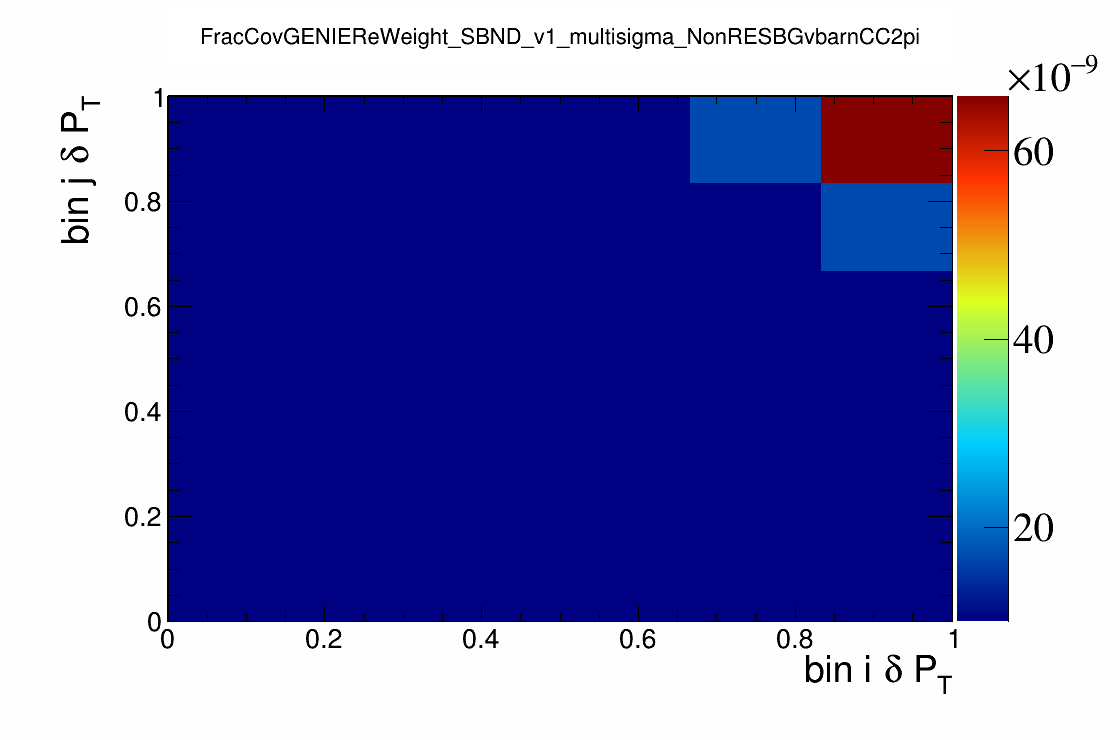 FracCovGENIEReWeight_SBND_v1_multisigma_NonRESBGvbarnCC2pi
×10⁻⁹
bin j δ P_T
1
0.8
0.6
0.4
0.2
0
60
40
20
0 0.2 0.4 0.6 0.8 1
bin i δ P_T